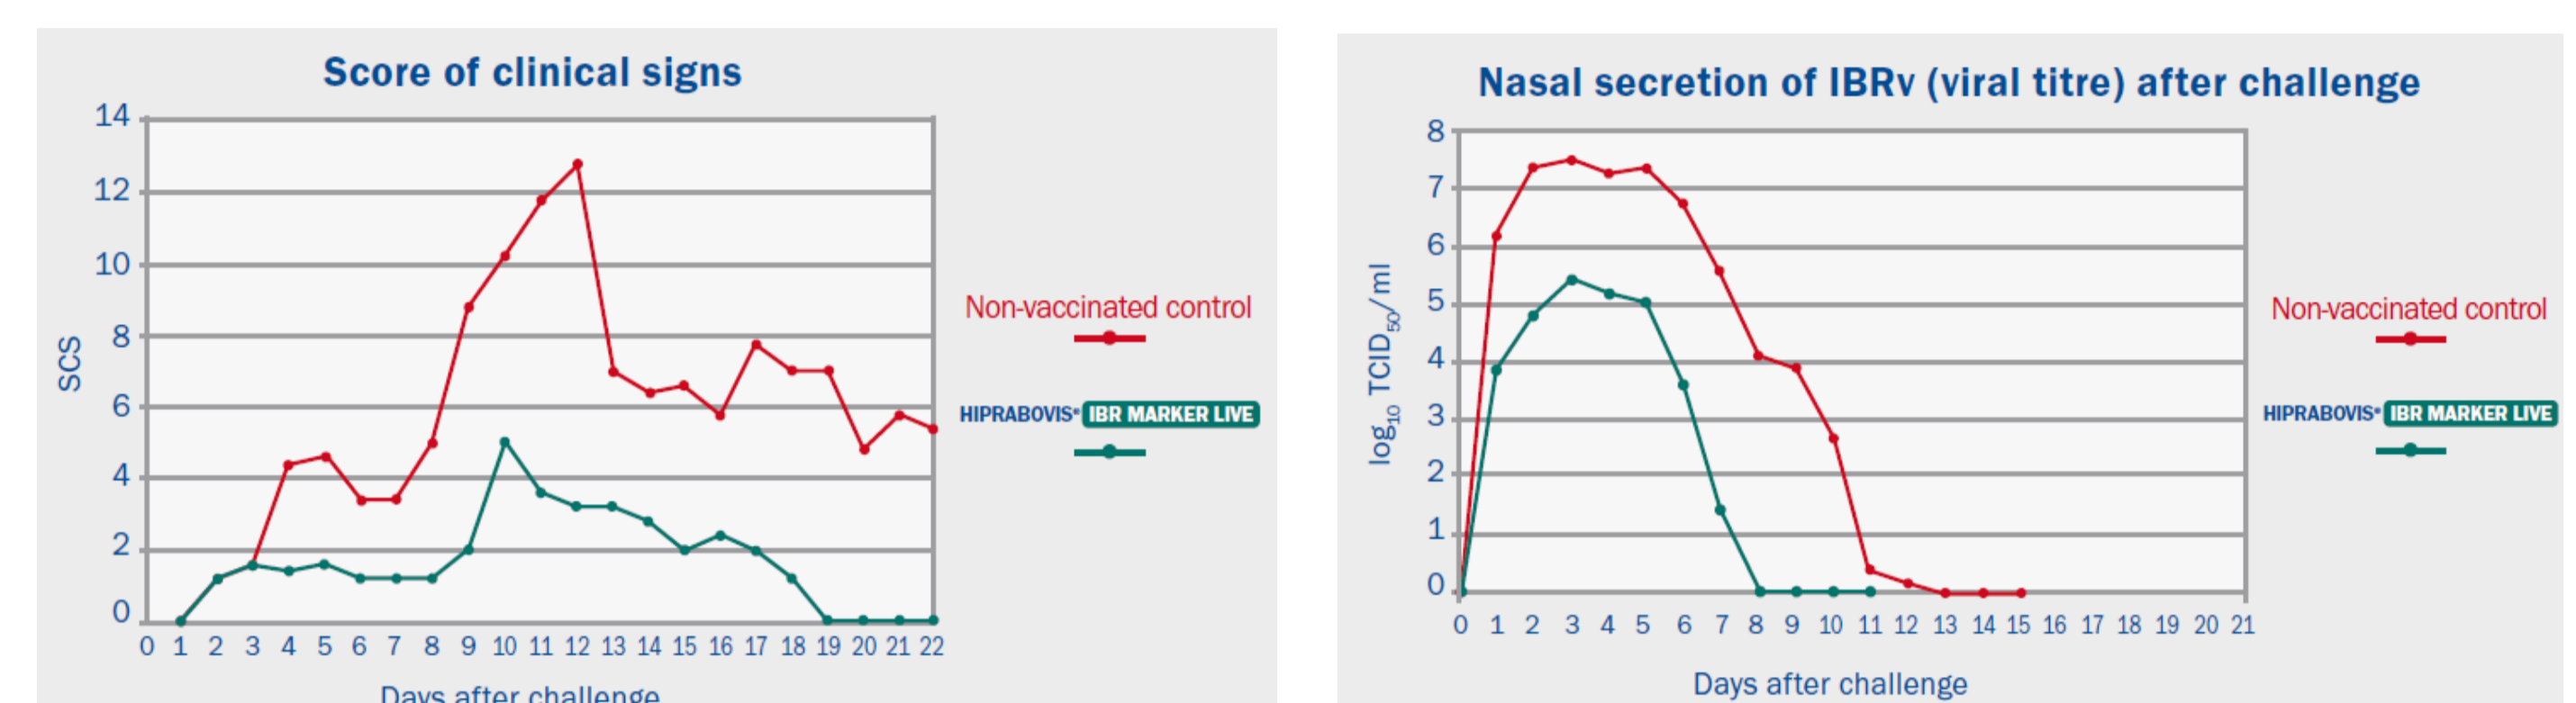 Score of clinical signs
14
12
10
8
6
4
2
0
SCS
0 1 2 3 4 5 6 7 8 9 10 11 12 13 14 15 16 17 18 19 20 21 22
Days after challenge
Non-vaccinated control
HIPRABOVIS® IBR MARKER LIVE
Nasal secretion of IBRv (viral titre) after challenge
8
7
6
5
4
3
2
1
0
log₁₀ TCID₅₀/ml
0 1 2 3 4 5 6 7 8 9 10 11 12 13 14 15 16 17 18 19 20 21
Days after challenge
Non-vaccinated control
HIPRABOVIS® IBR MARKER LIVE